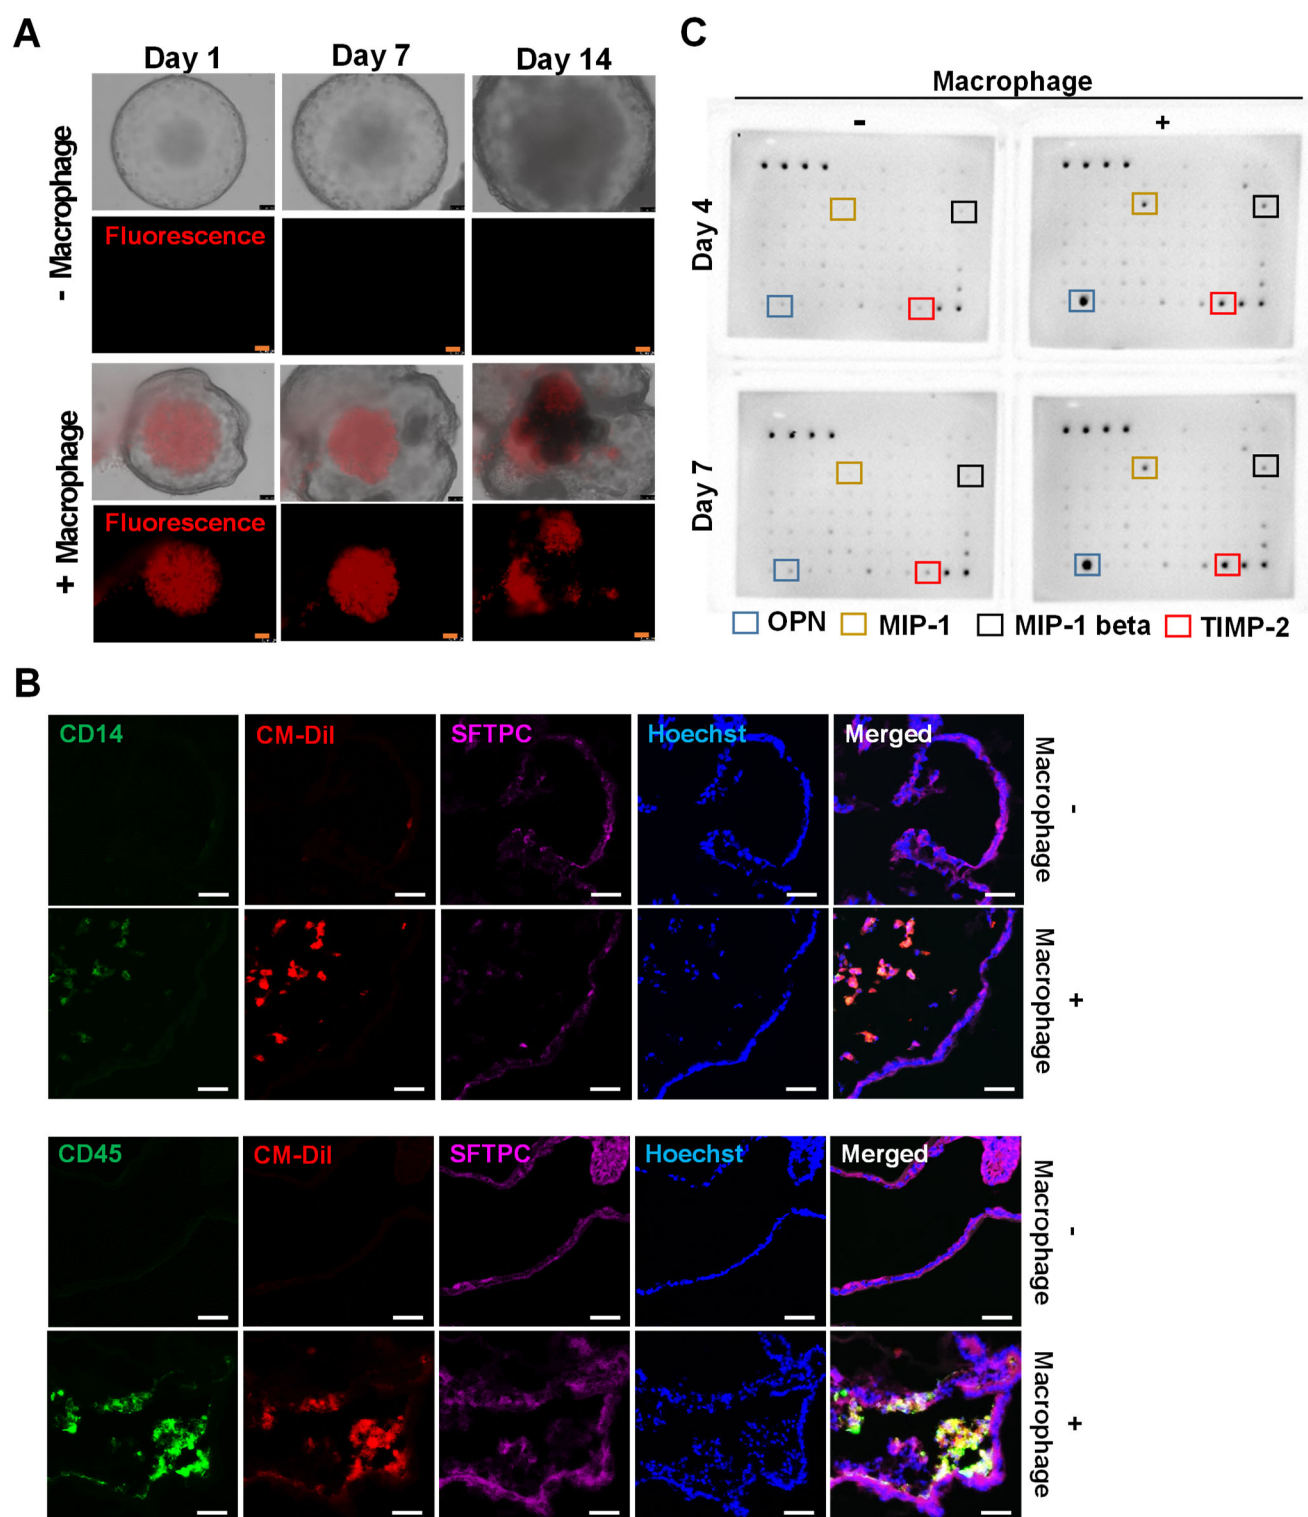 A
Day 1
Day 7
Day 14
- Macrophage
Fluorescence
+ Macrophage
Fluorescence
C
Macrophage
- +
Day 4
Day 7
OPN MIP-1 MIP-1 beta TIMP-2
B
CD14 CM-Dil SFTPC Hoechst Merged
Macrophage -
Macrophage +
CD45 CM-Dil SFTPC Hoechst Merged
Macrophage -
Macrophage +